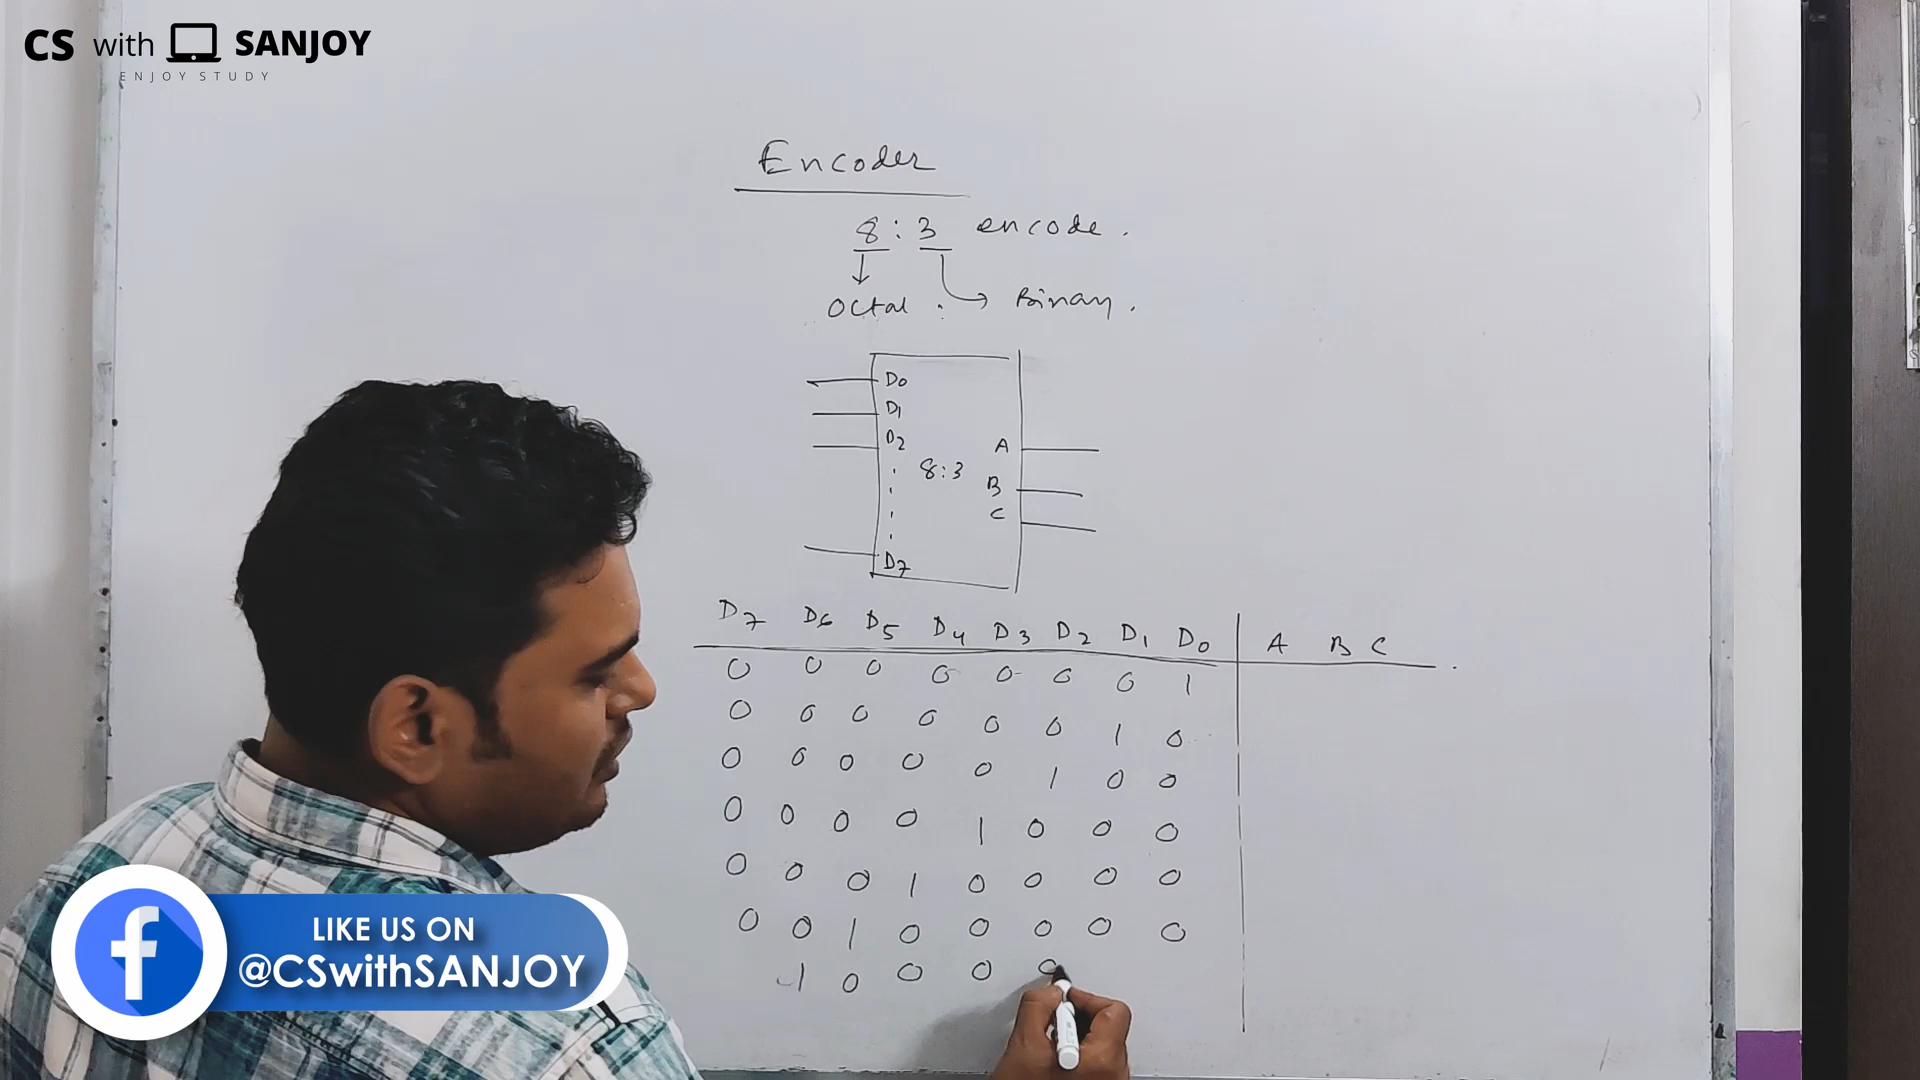 CS with SANJOY
ENJOY STUDY
Encoder
8 : 3 encode.
Octal . Binary.
D0
D1
D2
A
8:3
B
C
D7
D7 D6 D5 D4 D3 D2 D1 D0 A B C
0 0 0 0 0 0 0 1
0 0 0 0 0 0 1 0
0 0 0 0 0 1 0 0
0 0 0 0 1 0 0 0
0 0 0 1 0 0 0 0
0 0 1 0 0 0 0 0
1 0 0 0 0
LIKE US ON
@CSwithSANJOY